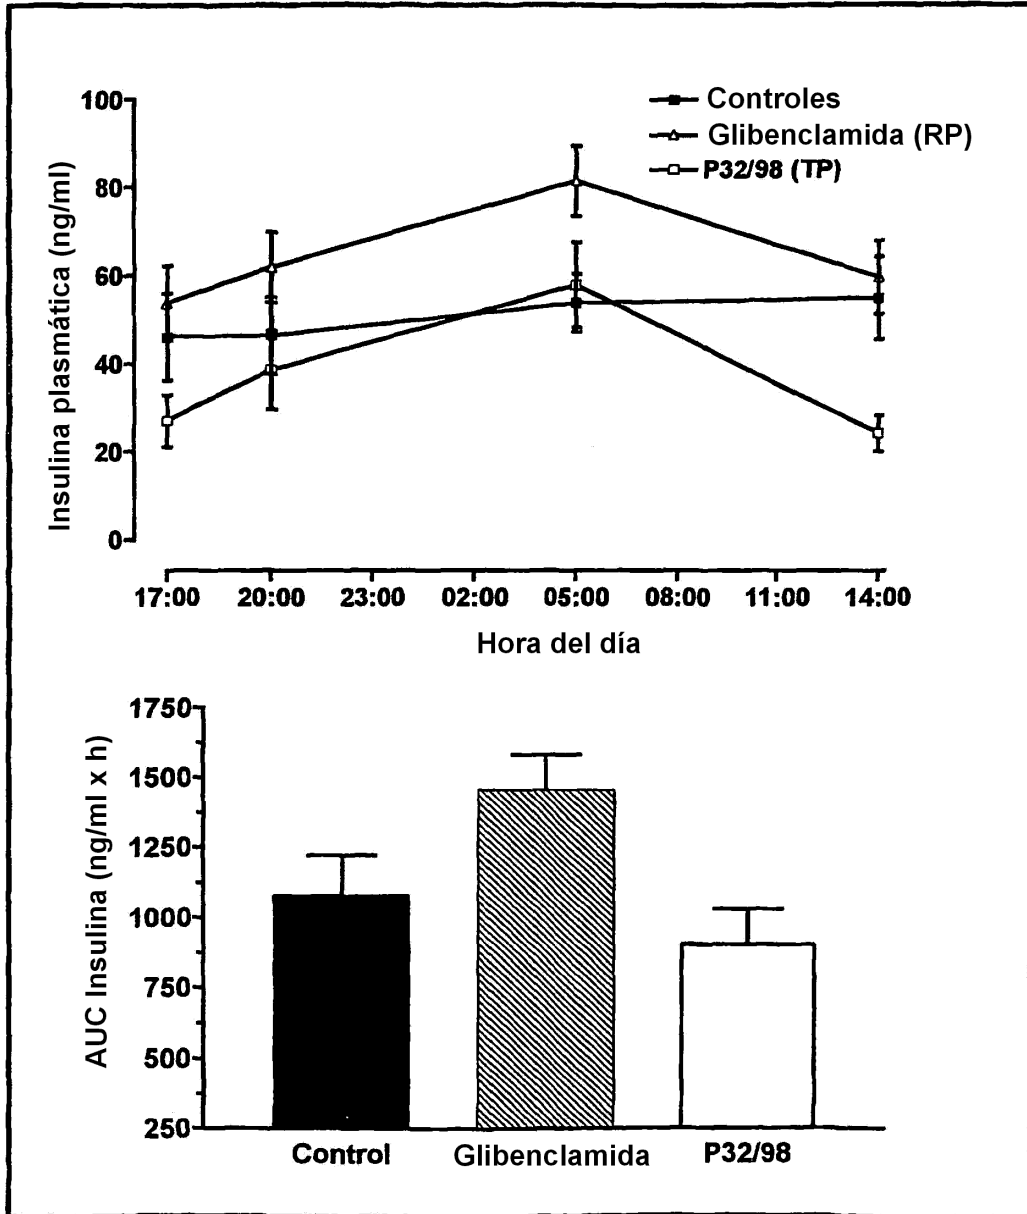 Controles
Glibenclamida (RP)
P32/98 (TP)
Insulina plasmática (ng/ml)
100
80
60
40
20
0
17:00 20:00 23:00 02:00 05:00 08:00 11:00 14:00
Hora del día
AUC Insulina (ng/ml x h)
1750
1500
1250
1000
750
500
250
Control Glibenclamida P32/98